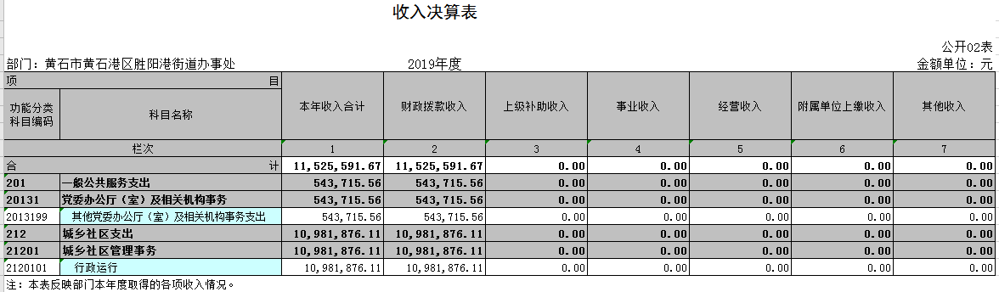 收入决算表
公开02表
部门：黄石市黄石港区胜阳港街道办事处 2019年度 金额单位：元
项 目 本年收入合计 财政拨款收入 上级补助收入 事业收入 经营收入 附属单位上缴收入 其他收入
功能分类科目编码 科目名称
栏次 1 2 3 4 5 6 7
合 计 11,525,591.67 11,525,591.67 0.00 0.00 0.00 0.00 0.00
201 一般公共服务支出 543,715.56 543,715.56 0.00 0.00 0.00 0.00 0.00
20131 党委办公厅（室）及相关机构事务 543,715.56 543,715.56 0.00 0.00 0.00 0.00 0.00
2013199 其他党委办公厅（室）及相关机构事务支出 543,715.56 543,715.56 0.00 0.00 0.00 0.00 0.00
212 城乡社区支出 10,981,876.11 10,981,876.11 0.00 0.00 0.00 0.00 0.00
21201 城乡社区管理事务 10,981,876.11 10,981,876.11 0.00 0.00 0.00 0.00 0.00
2120101 行政运行 10,981,876.11 10,981,876.11 0.00 0.00 0.00 0.00 0.00
注：本表反映部门本年度取得的各项收入情况。